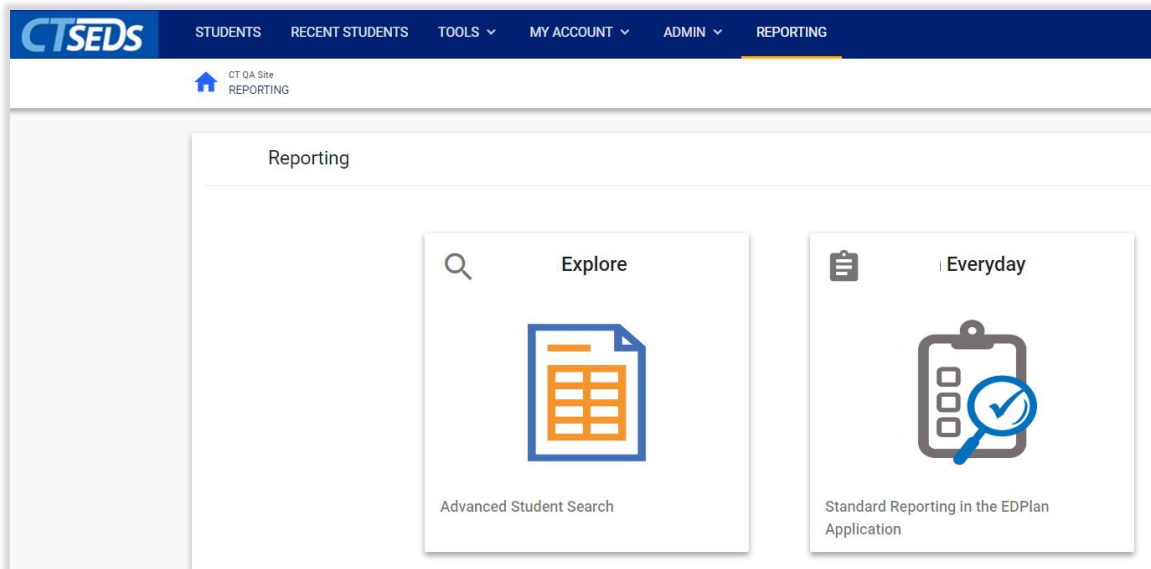 CTSEDS
STUDENTS RECENT STUDENTS TOOLS MY ACCOUNT ADMIN REPORTING
CT QA Site
REPORTING
Reporting
Explore
Everyday
Advanced Student Search
Standard Reporting in the EDPlan
Application